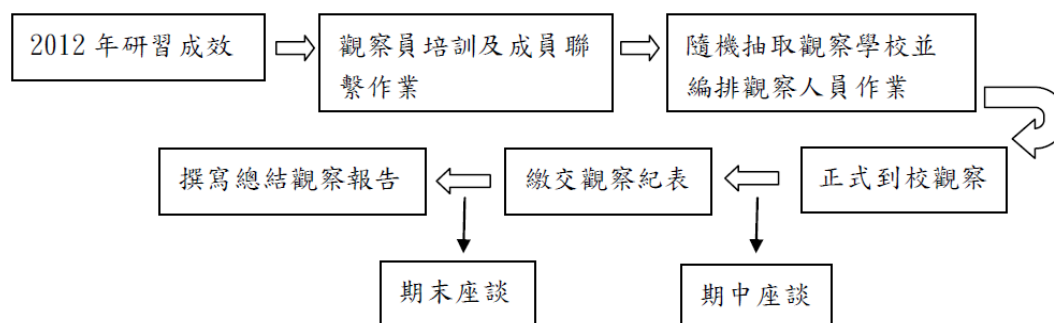 2012 年研習成效
觀察員培訓及成員聯
繫作業
隨機抽取觀察學校並
編排觀察人員作業
正式到校觀察
繳交觀察紀表
撰寫總結觀察報告
期中座談
期末座談